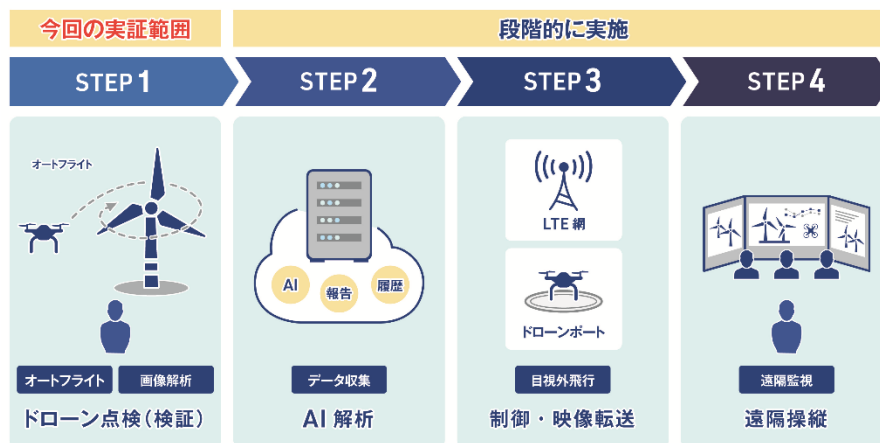 今回の実証範囲
段階的に実施
STEP 1
STEP 2
STEP 3
STEP 4
オートフライト
オートフライト
画像解析
ドローン点検(検証)
AI
報告
履歴
データ収集
AI 解析
LTE 網
ドローンポート
目視外飛行
制御・映像転送
遠隔監視
遠隔操縦